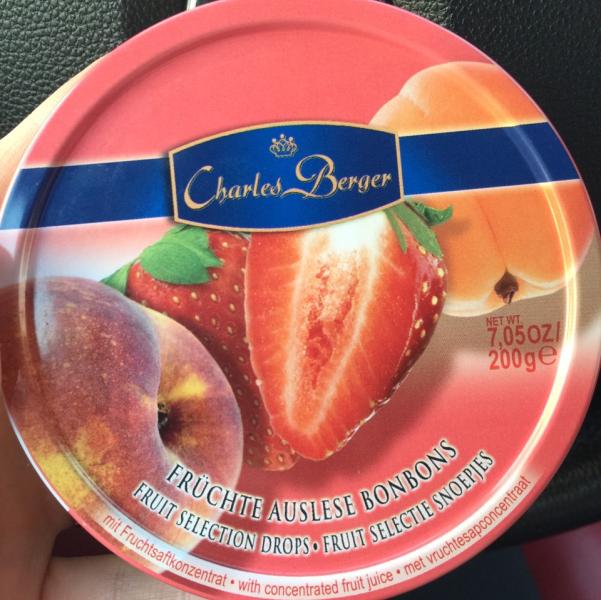 Charles Berger
NET WT.
7,05OZ/
200g℮
FRÜCHTE AUSLESE BONBONS
FRUIT SELECTION DROPS • FRUIT SELECTIE SNOEPJES
mit Fruchtsaftkonzentrat • with concentrated fruit juice • met vruchtesapconcentraat